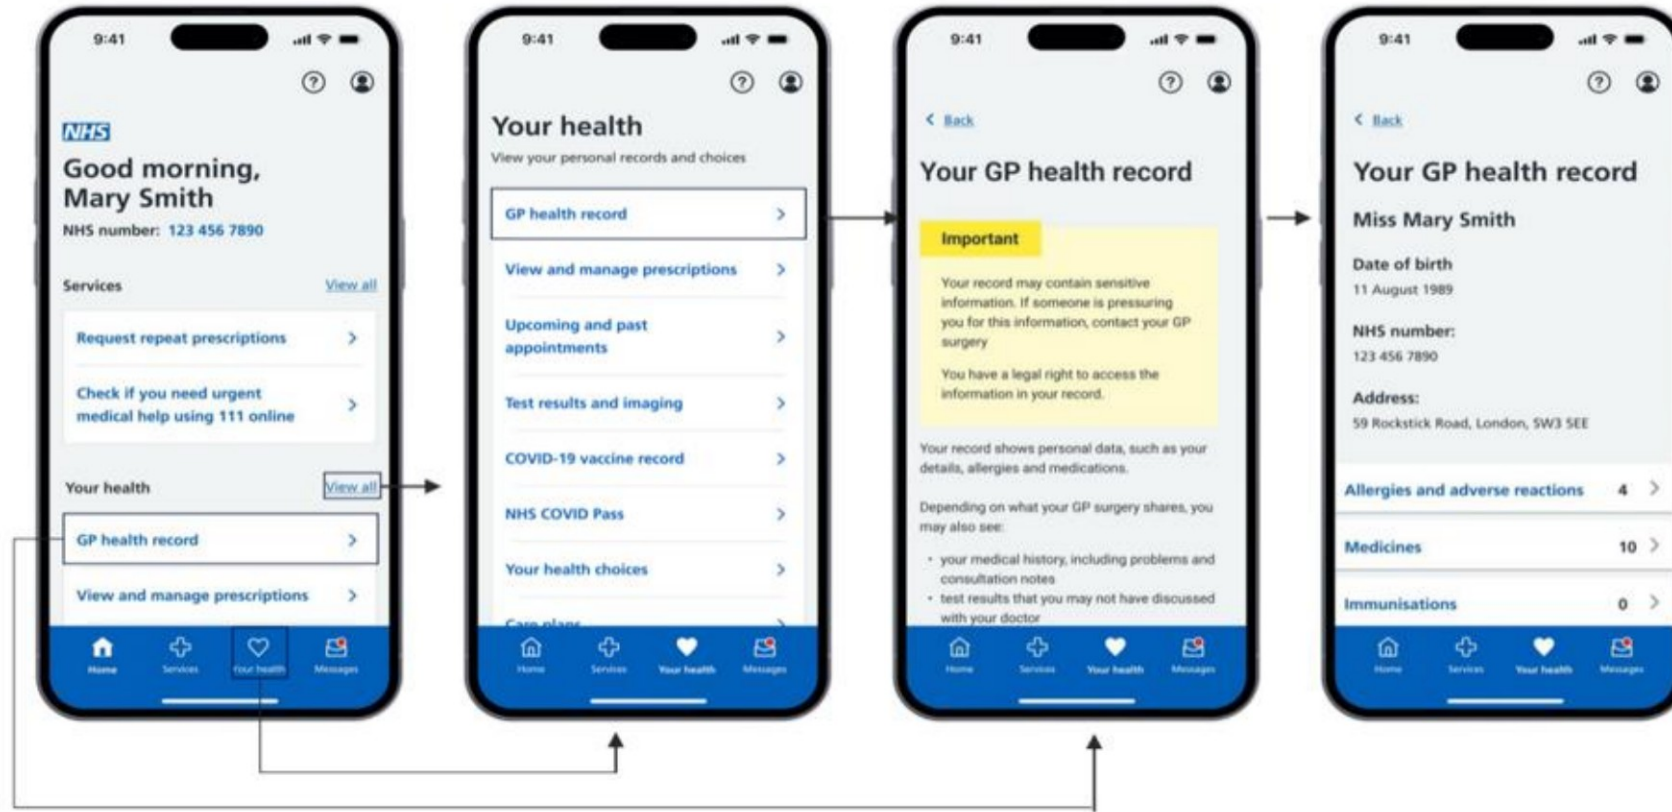 9:41
NHS
Good morning,
Mary Smith
NHS number: 123 456 7890
Services
View all
Request repeat prescriptions
Check if you need urgent
medical help using 111 online
Your health
View all
GP health record
View and manage prescriptions
Home
Services
Your health
Messages
9:41
Your health
View your personal records and choices
GP health record
View and manage prescriptions
Upcoming and past
appointments
Test results and imaging
COVID-19 vaccine record
NHS COVID Pass
Your health choices
Care plans
Home
Services
Your health
Messages
9:41
Back
Your GP health record
Important
Your record may contain sensitive
information. If someone is pressuring
you for this information, contact your GP
surgery
You have a legal right to access the
information in your record.
Your record shows personal data, such as your
details, allergies and medications.
Depending on what your GP surgery shares, you
may also see:
• your medical history, including problems and
consultation notes
• test results that you may not have discussed
with your doctor
Home
Services
Your health
Messages
9:41
Back
Your GP health record
Miss Mary Smith
Date of birth
11 August 1989
NHS number:
123 456 7890
Address:
59 Rockstick Road, London, SW3 5EE
Allergies and adverse reactions 4
Medicines 10
Immunisations 0
Home
Services
Your health
Messages